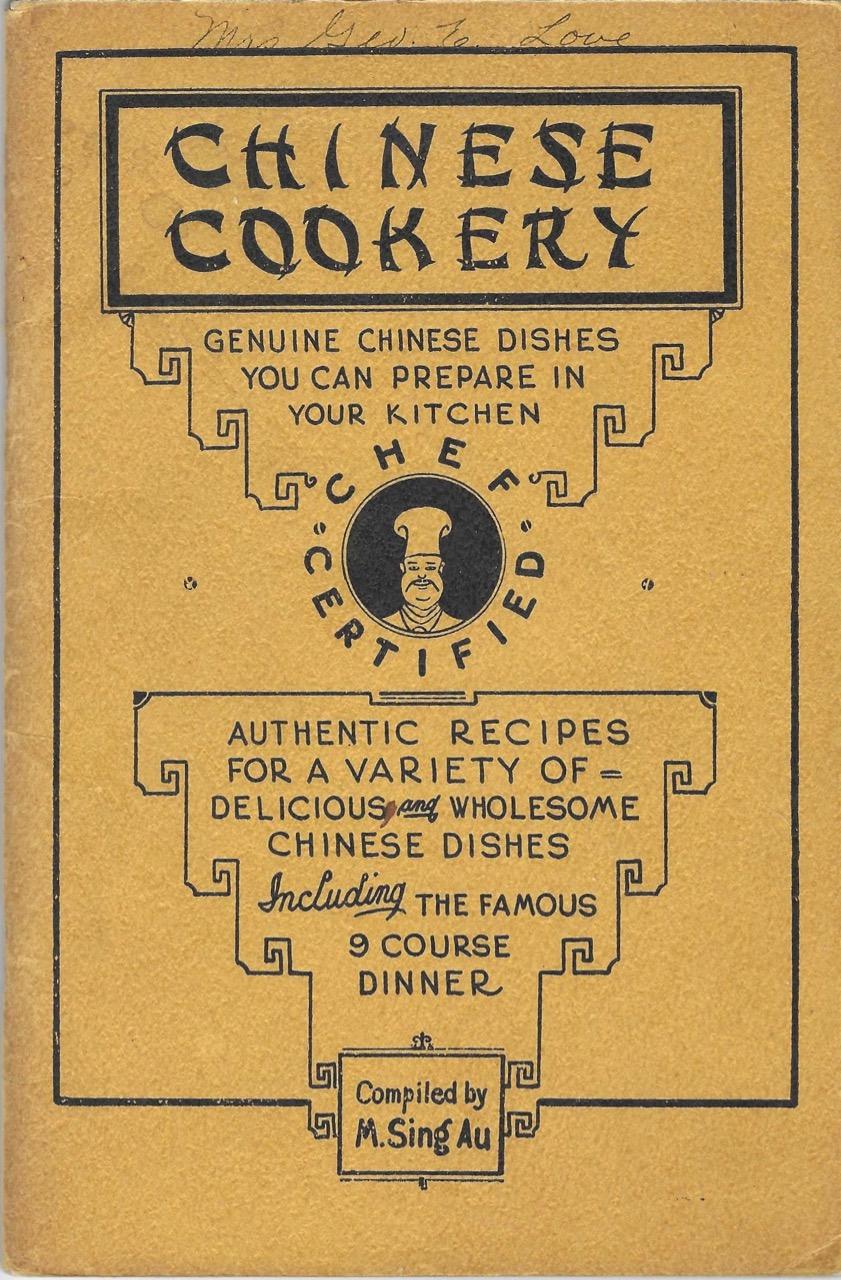 Mrs Geo. E. Love
CHINESE
COOKERY
GENUINE CHINESE DISHES
YOU CAN PREPARE IN
YOUR KITCHEN
CHEF
CERTIFIED
AUTHENTIC RECIPES
FOR A VARIETY OF =
DELICIOUS and WHOLESOME
CHINESE DISHES
Including THE FAMOUS
9 COURSE
DINNER
Compiled by
M. Sing Au